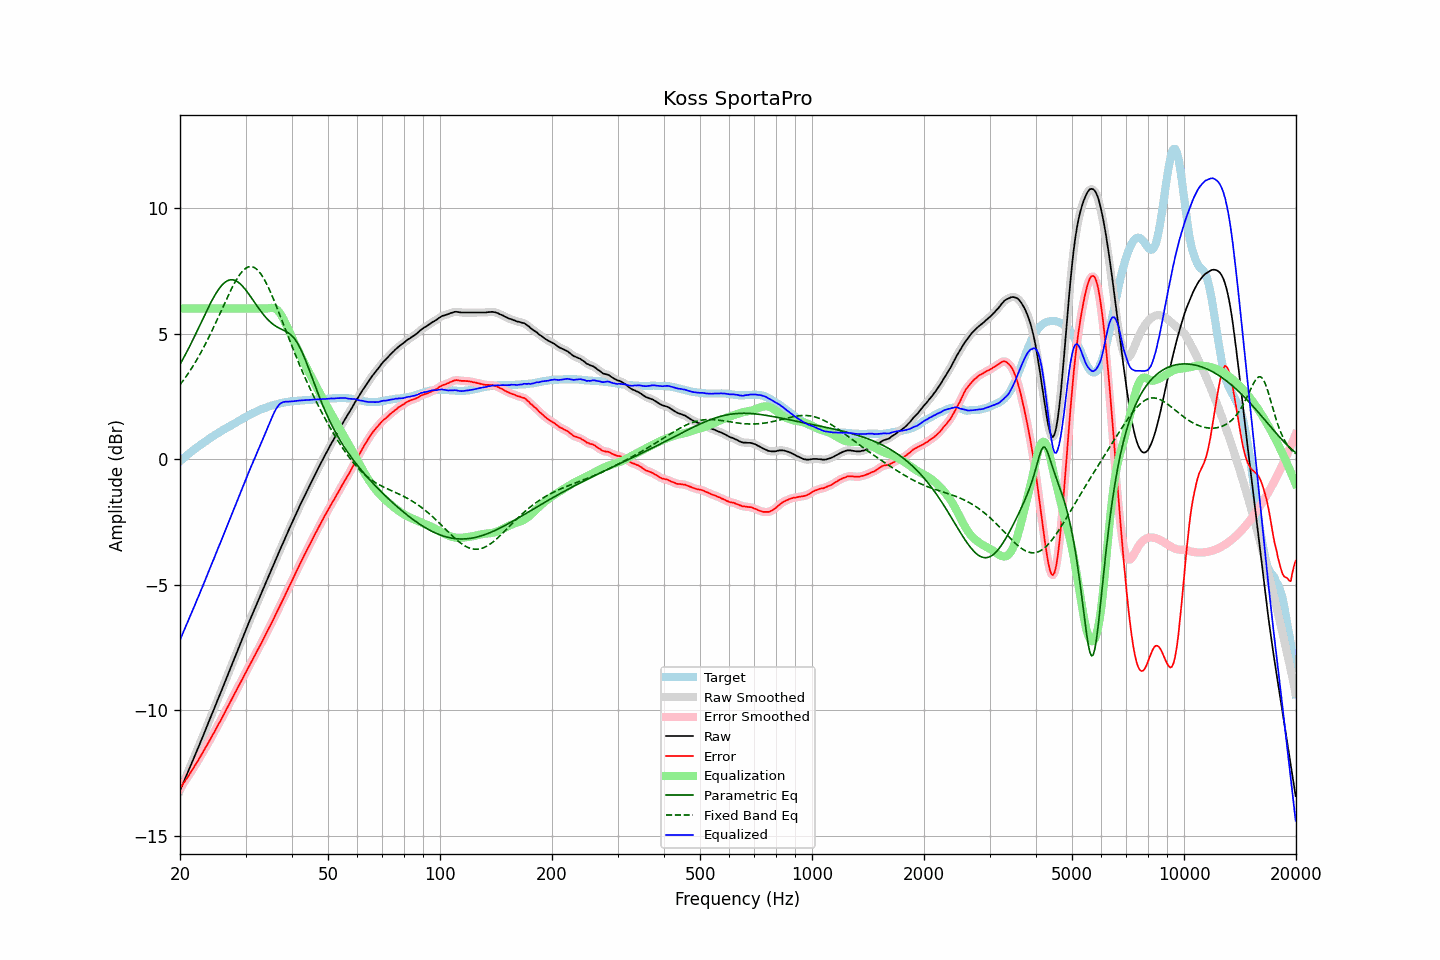 Koss SportaPro
Amplitude (dBr)
10
5
0
−5
−10
−15
Target
Raw Smoothed
Error Smoothed
Raw
Error
Equalization
Parametric Eq
Fixed Band Eq
Equalized
20 50 100 200 500 1000 2000 5000 10000 20000
Frequency (Hz)